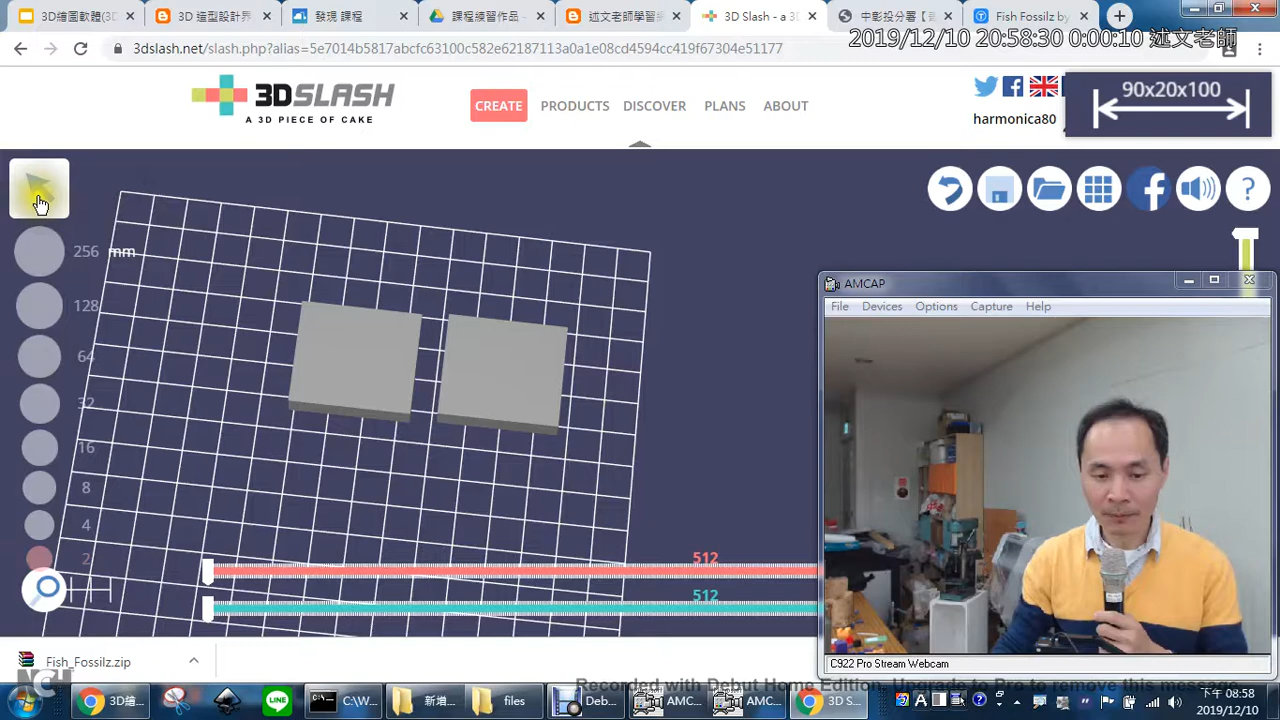 3D繪圖軟體(3D
3D 造型設計界
發現 課程
課程練習作品 -
述文老師學習
3D Slash - a 3D
中彰投分署【
Fish Fossilz by
3dslash.net/slash.php?alias=5e7014b5817abcfc63100c582e62187113a0a1e08cd4594cc419f67304e51177
2019/12/10 20:58:30 0:00:10 述文老師
3DSLASH
A 3D PIECE OF CAKE
CREATE
PRODUCTS
DISCOVER
PLANS
ABOUT
harmonica80
90x20x100
256 mm
128
64
32
16
8
4
2
512
512
AMCAP
File
Devices
Options
Capture
Help
C922 Pro Stream Webcam
Fish_Fossilz.zip
NCH
Recorded with Debut Home Edition. Upgrade to Pro to remove this message
3D繪
C:\W...
新增...
files
Deb...
AMC...
AMC...
3D S...
下午 08:58
2019/12/10